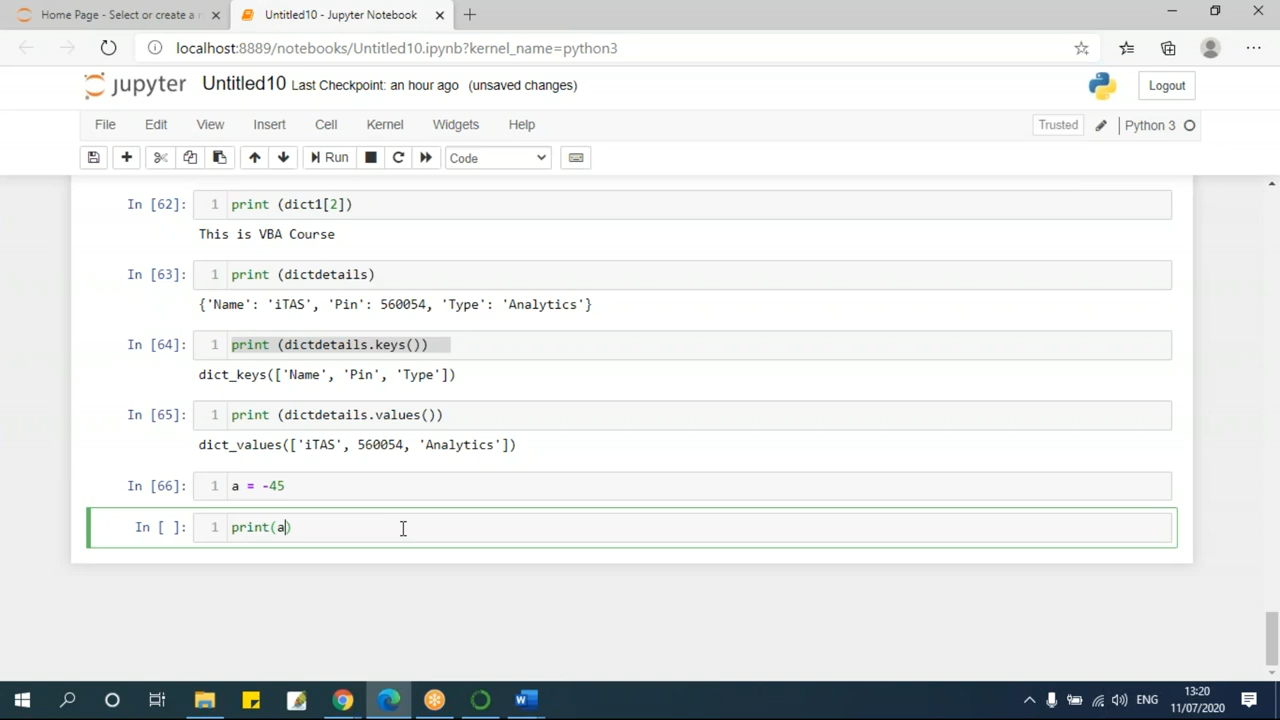 Home Page - Select or create a
Untitled10 - Jupyter Notebook
localhost:8889/notebooks/Untitled10.ipynb?kernel_name=python3
jupyter Untitled10 Last Checkpoint: an hour ago (unsaved changes)
Logout
File Edit View Insert Cell Kernel Widgets Help
Trusted Python 3
Run Code
In [62]: 1 print (dict1[2])
This is VBA Course
In [63]: 1 print (dictdetails)
{'Name': 'iTAS', 'Pin': 560054, 'Type': 'Analytics'}
In [64]: 1 print (dictdetails.keys())
dict_keys(['Name', 'Pin', 'Type'])
In [65]: 1 print (dictdetails.values())
dict_values(['iTAS', 560054, 'Analytics'])
In [66]: 1 a = -45
In [ ]: 1 print(a)
ENG
13:20
11/07/2020